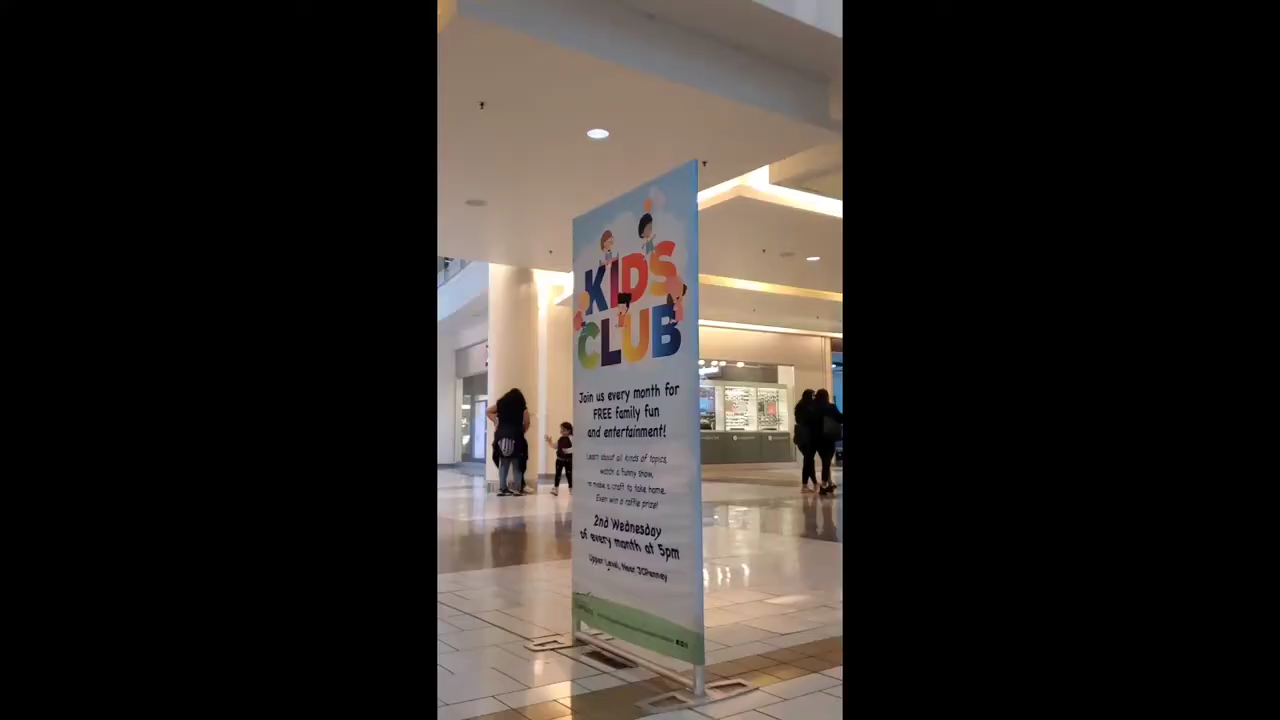 KIDS
CLUB
Join us every month for
FREE family fun
and entertainment!
Learn about all kinds of topics,
watch a funny show,
or make a craft to take home.
Even win a raffle prize!
2nd Wednesday
of every month at 5pm
Upper Level, Near JCPenney